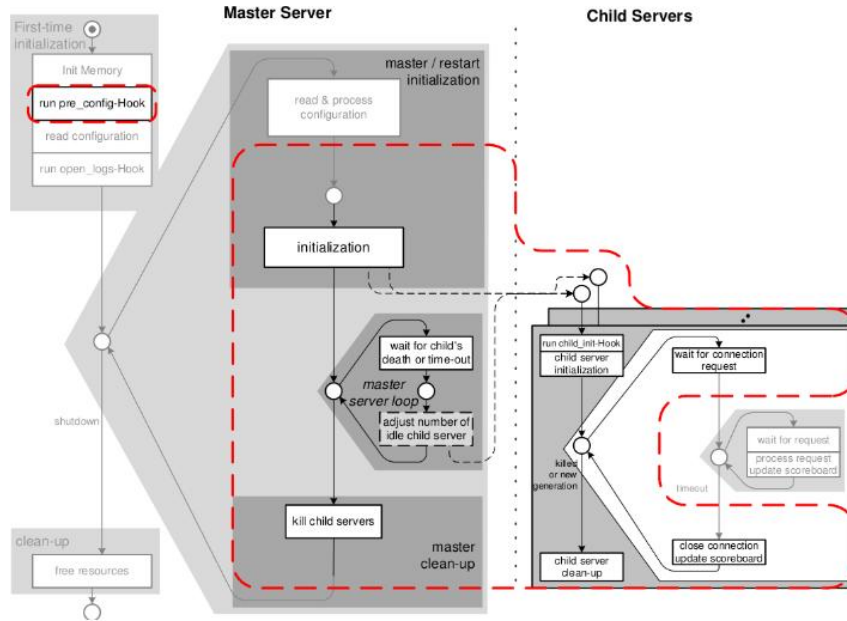 Master Server
Child Servers
First-time
initialization
Init Memory
run pre_config-Hook
read configuration
run open_logs-Hook
master / restart
initialization
read & process
configuration
initialization
wait for child's
death or time-out
master
server loop
adjust number of
idle child server
run child_init-Hook
child server
initialization
wait for connection
request
wait for request
process request
update scoreboard
killed
or new
generation
timeout
shutdown
kill child servers
master
clean-up
close connection
update scoreboard
child server
clean-up
clean-up
free resources